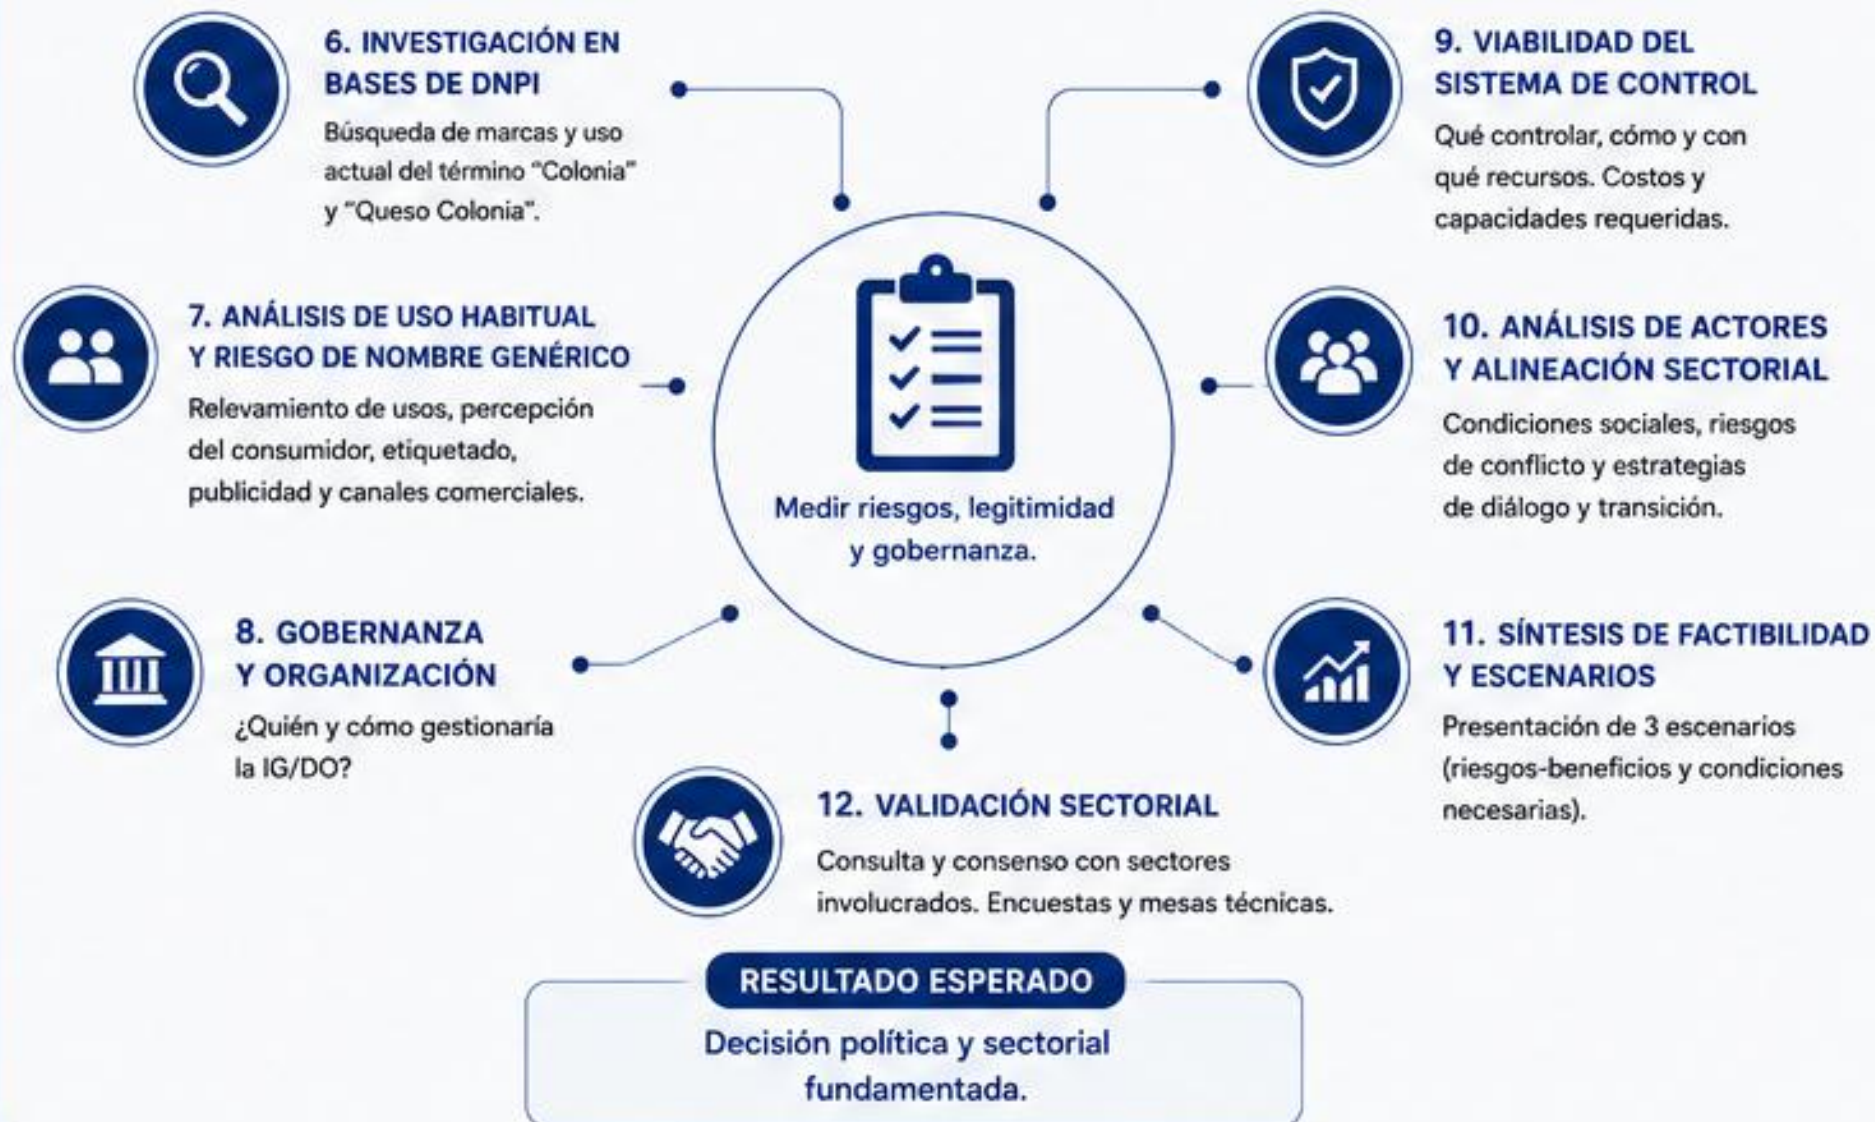 6. INVESTIGACIÓN EN
BASES DE DNPI
Búsqueda de marcas y uso
actual del término “Colonia”
y “Queso Colonia”.
7. ANÁLISIS DE USO HABITUAL
Y RIESGO DE NOMBRE GENÉRICO
Relevamiento de usos, percepción
del consumidor, etiquetado,
publicidad y canales comerciales.
8. GOBERNANZA
Y ORGANIZACIÓN
¿Quién y cómo gestionaría
la IG/DO?
Medir riesgos, legitimidad
y gobernanza.
9. VIABILIDAD DEL
SISTEMA DE CONTROL
Qué controlar, cómo y con
qué recursos. Costos y
capacidades requeridas.
10. ANÁLISIS DE ACTORES
Y ALINEACIÓN SECTORIAL
Condiciones sociales, riesgos
de conflicto y estrategias
de diálogo y transición.
11. SÍNTESIS DE FACTIBILIDAD
Y ESCENARIOS
Presentación de 3 escenarios
(riesgos-beneficios y condiciones
necesarias).
12. VALIDACIÓN SECTORIAL
Consulta y consenso con sectores
involucrados. Encuestas y mesas técnicas.
RESULTADO ESPERADO
Decisión política y sectorial
fundamentada.